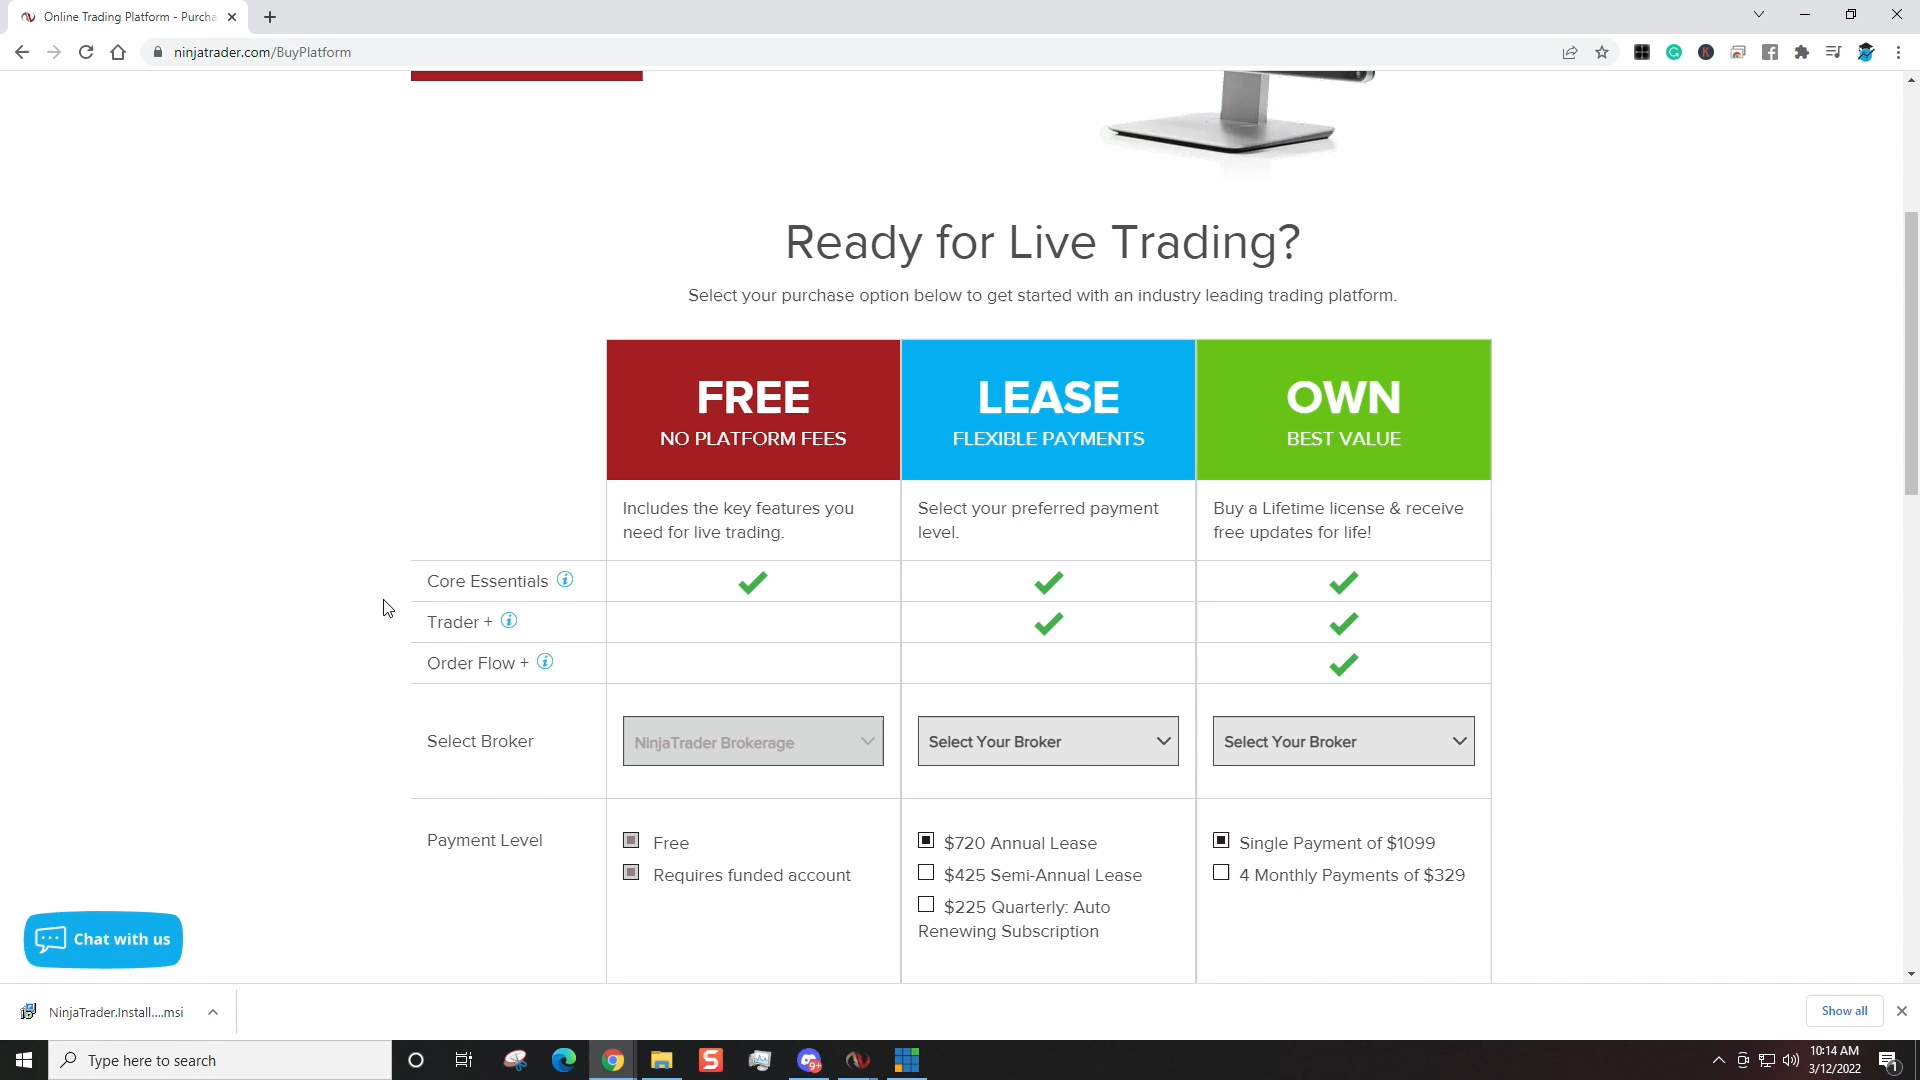 Online Trading Platform - Purcha
ninjatrader.com/BuyPlatform
Ready for Live Trading?
Select your purchase option below to get started with an industry leading trading platform.
FREE
NO PLATFORM FEES
LEASE
FLEXIBLE PAYMENTS
OWN
BEST VALUE
Includes the key features you
need for live trading.
Select your preferred payment
level.
Buy a Lifetime license & receive
free updates for life!
Core Essentials
Trader +
Order Flow +
Select Broker
NinjaTrader Brokerage
Select Your Broker
Select Your Broker
Payment Level
Free
Requires funded account
$720 Annual Lease
$425 Semi-Annual Lease
$225 Quarterly: Auto
Renewing Subscription
Single Payment of $1099
4 Monthly Payments of $329
Chat with us
NinjaTrader.Install....msi
Show all
Type here to search
9+
10:14 AM
3/12/2022
1